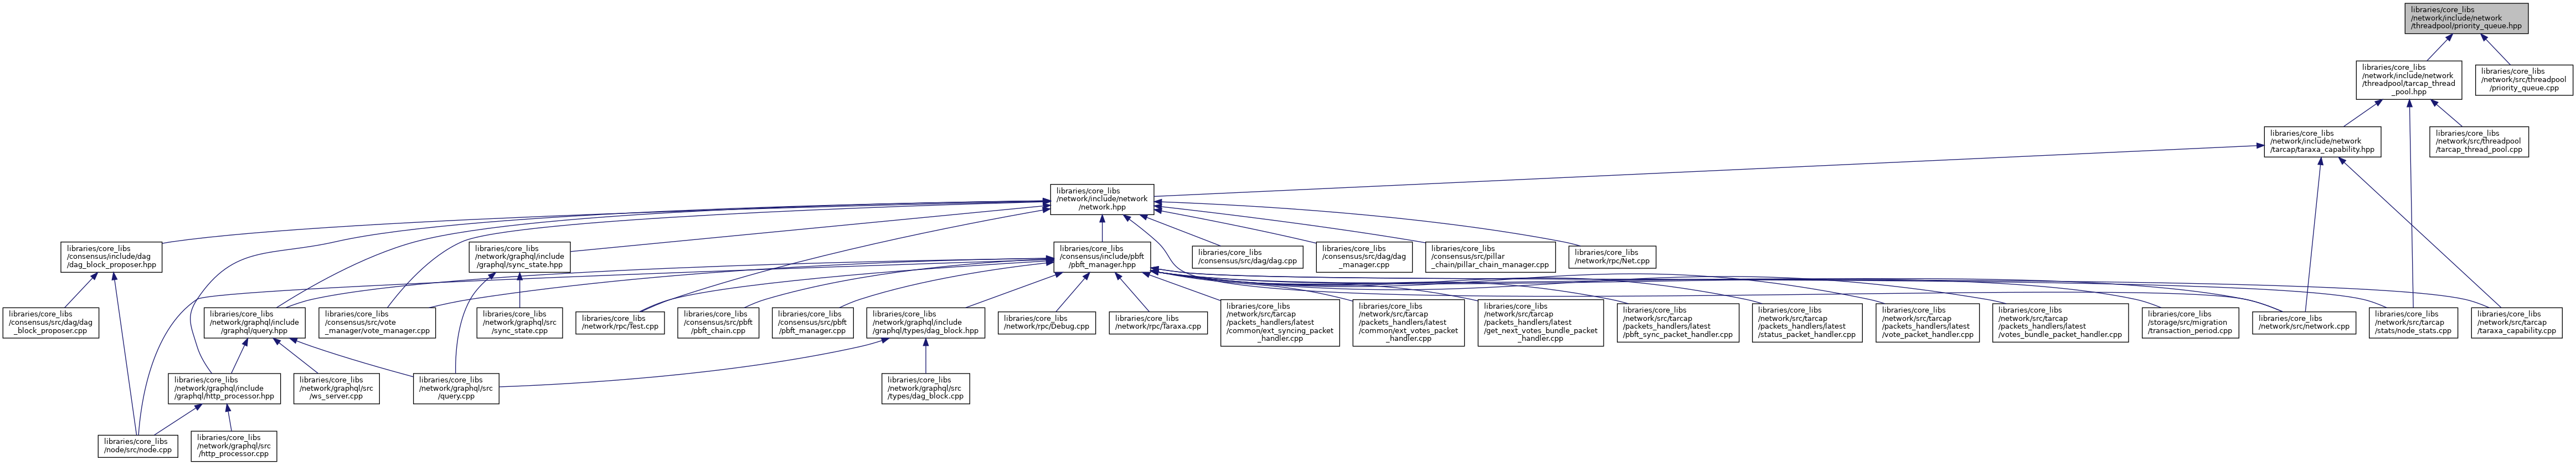 libraries/core_libs
/network/include/network
/threadpool/priority_queue.hpp
libraries/core_libs
/network/include/network
/threadpool/tarcap_thread
_pool.hpp
libraries/core_libs
/network/src/threadpool
/priority_queue.cpp
libraries/core_libs
/network/include/network
/tarcap/taraxa_capability.hpp
libraries/core_libs
/network/src/threadpool
/tarcap_thread_pool.cpp
libraries/core_libs
/network/include/network
/network.hpp
libraries/core_libs
/consensus/include/dag
/dag_block_proposer.hpp
libraries/core_libs
/network/graphql/include
/graphql/sync_state.hpp
libraries/core_libs
/consensus/include/pbft
/pbft_manager.hpp
libraries/core_libs
/consensus/src/dag/dag.cpp
libraries/core_libs
/consensus/src/dag/dag
_manager.cpp
libraries/core_libs
/consensus/src/pillar
_chain/pillar_chain_manager.cpp
libraries/core_libs
/network/rpc/Net.cpp
libraries/core_libs
/consensus/src/dag/dag
_block_proposer.cpp
libraries/core_libs
/network/graphql/include
/graphql/query.hpp
libraries/core_libs
/consensus/src/vote
_manager/vote_manager.cpp
libraries/core_libs
/network/graphql/src
/sync_state.cpp
libraries/core_libs
/network/rpc/Test.cpp
libraries/core_libs
/consensus/src/pbft
/pbft_chain.cpp
libraries/core_libs
/consensus/src/pbft
/pbft_manager.cpp
libraries/core_libs
/network/graphql/include
/graphql/types/dag_block.hpp
libraries/core_libs
/network/rpc/Debug.cpp
libraries/core_libs
/network/rpc/Taraxa.cpp
libraries/core_libs
/network/src/tarcap
/packets_handlers/latest
/common/ext_syncing_packet
_handler.cpp
libraries/core_libs
/network/src/tarcap
/packets_handlers/latest
/common/ext_votes_packet
_handler.cpp
libraries/core_libs
/network/src/tarcap
/packets_handlers/latest
/get_next_votes_bundle_packet
_handler.cpp
libraries/core_libs
/network/src/tarcap
/packets_handlers/latest
/pbft_sync_packet_handler.cpp
libraries/core_libs
/network/src/tarcap
/packets_handlers/latest
/status_packet_handler.cpp
libraries/core_libs
/network/src/tarcap
/packets_handlers/latest
/vote_packet_handler.cpp
libraries/core_libs
/network/src/tarcap
/packets_handlers/latest
/votes_bundle_packet_handler.cpp
libraries/core_libs
/storage/src/migration
/transaction_period.cpp
libraries/core_libs
/network/src/network.cpp
libraries/core_libs
/network/src/tarcap
/stats/node_stats.cpp
libraries/core_libs
/network/src/tarcap
/taraxa_capability.cpp
libraries/core_libs
/network/graphql/include
/graphql/http_processor.hpp
libraries/core_libs
/network/graphql/src
/ws_server.cpp
libraries/core_libs
/network/graphql/src
/query.cpp
libraries/core_libs
/network/graphql/src
/types/dag_block.cpp
libraries/core_libs
/node/src/node.cpp
libraries/core_libs
/network/graphql/src
/http_processor.cpp